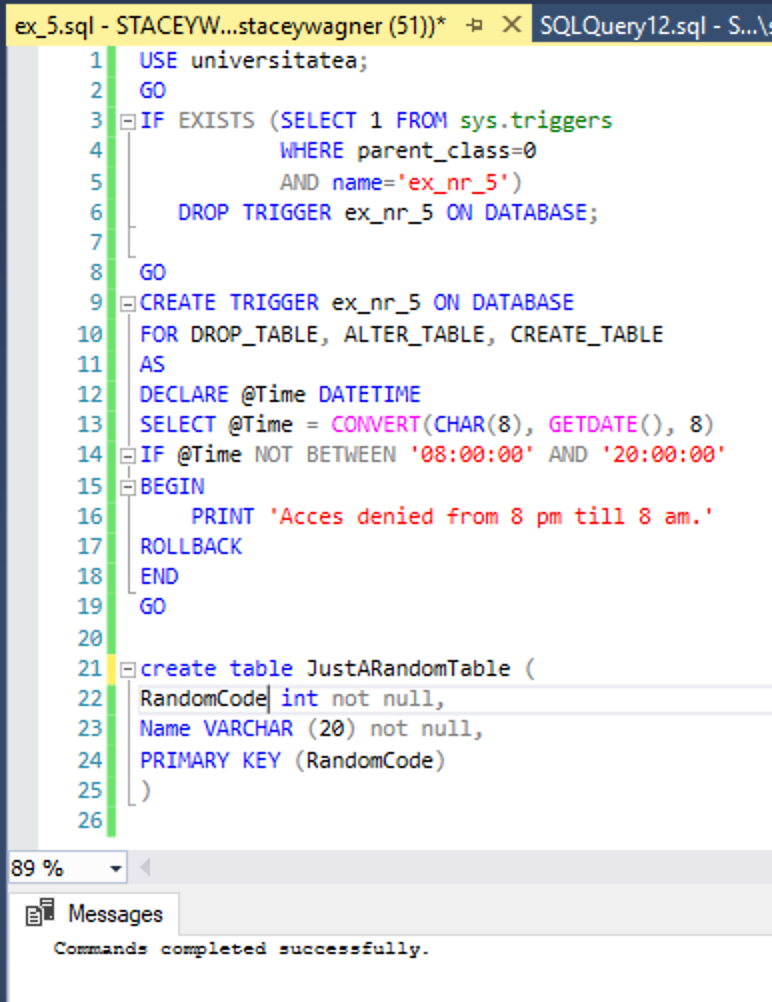 ex_5.sql - STACEYW...staceywagner (51))* SQLQuery12.sql - S...\s
1 USE universitatea;
2 GO
3 IF EXISTS (SELECT 1 FROM sys.triggers
4 WHERE parent_class=0
5 AND name='ex_nr_5')
6 DROP TRIGGER ex_nr_5 ON DATABASE;
7
8 GO
9 CREATE TRIGGER ex_nr_5 ON DATABASE
10 FOR DROP_TABLE, ALTER_TABLE, CREATE_TABLE
11 AS
12 DECLARE @Time DATETIME
13 SELECT @Time = CONVERT(CHAR(8), GETDATE(), 8)
14 IF @Time NOT BETWEEN '08:00:00' AND '20:00:00'
15 BEGIN
16 PRINT 'Acces denied from 8 pm till 8 am.'
17 ROLLBACK
18 END
19 GO
20
21 create table JustARandomTable (
22 RandomCode int not null,
23 Name VARCHAR (20) not null,
24 PRIMARY KEY (RandomCode)
25 )
26
89 %
Messages
Commands completed successfully.